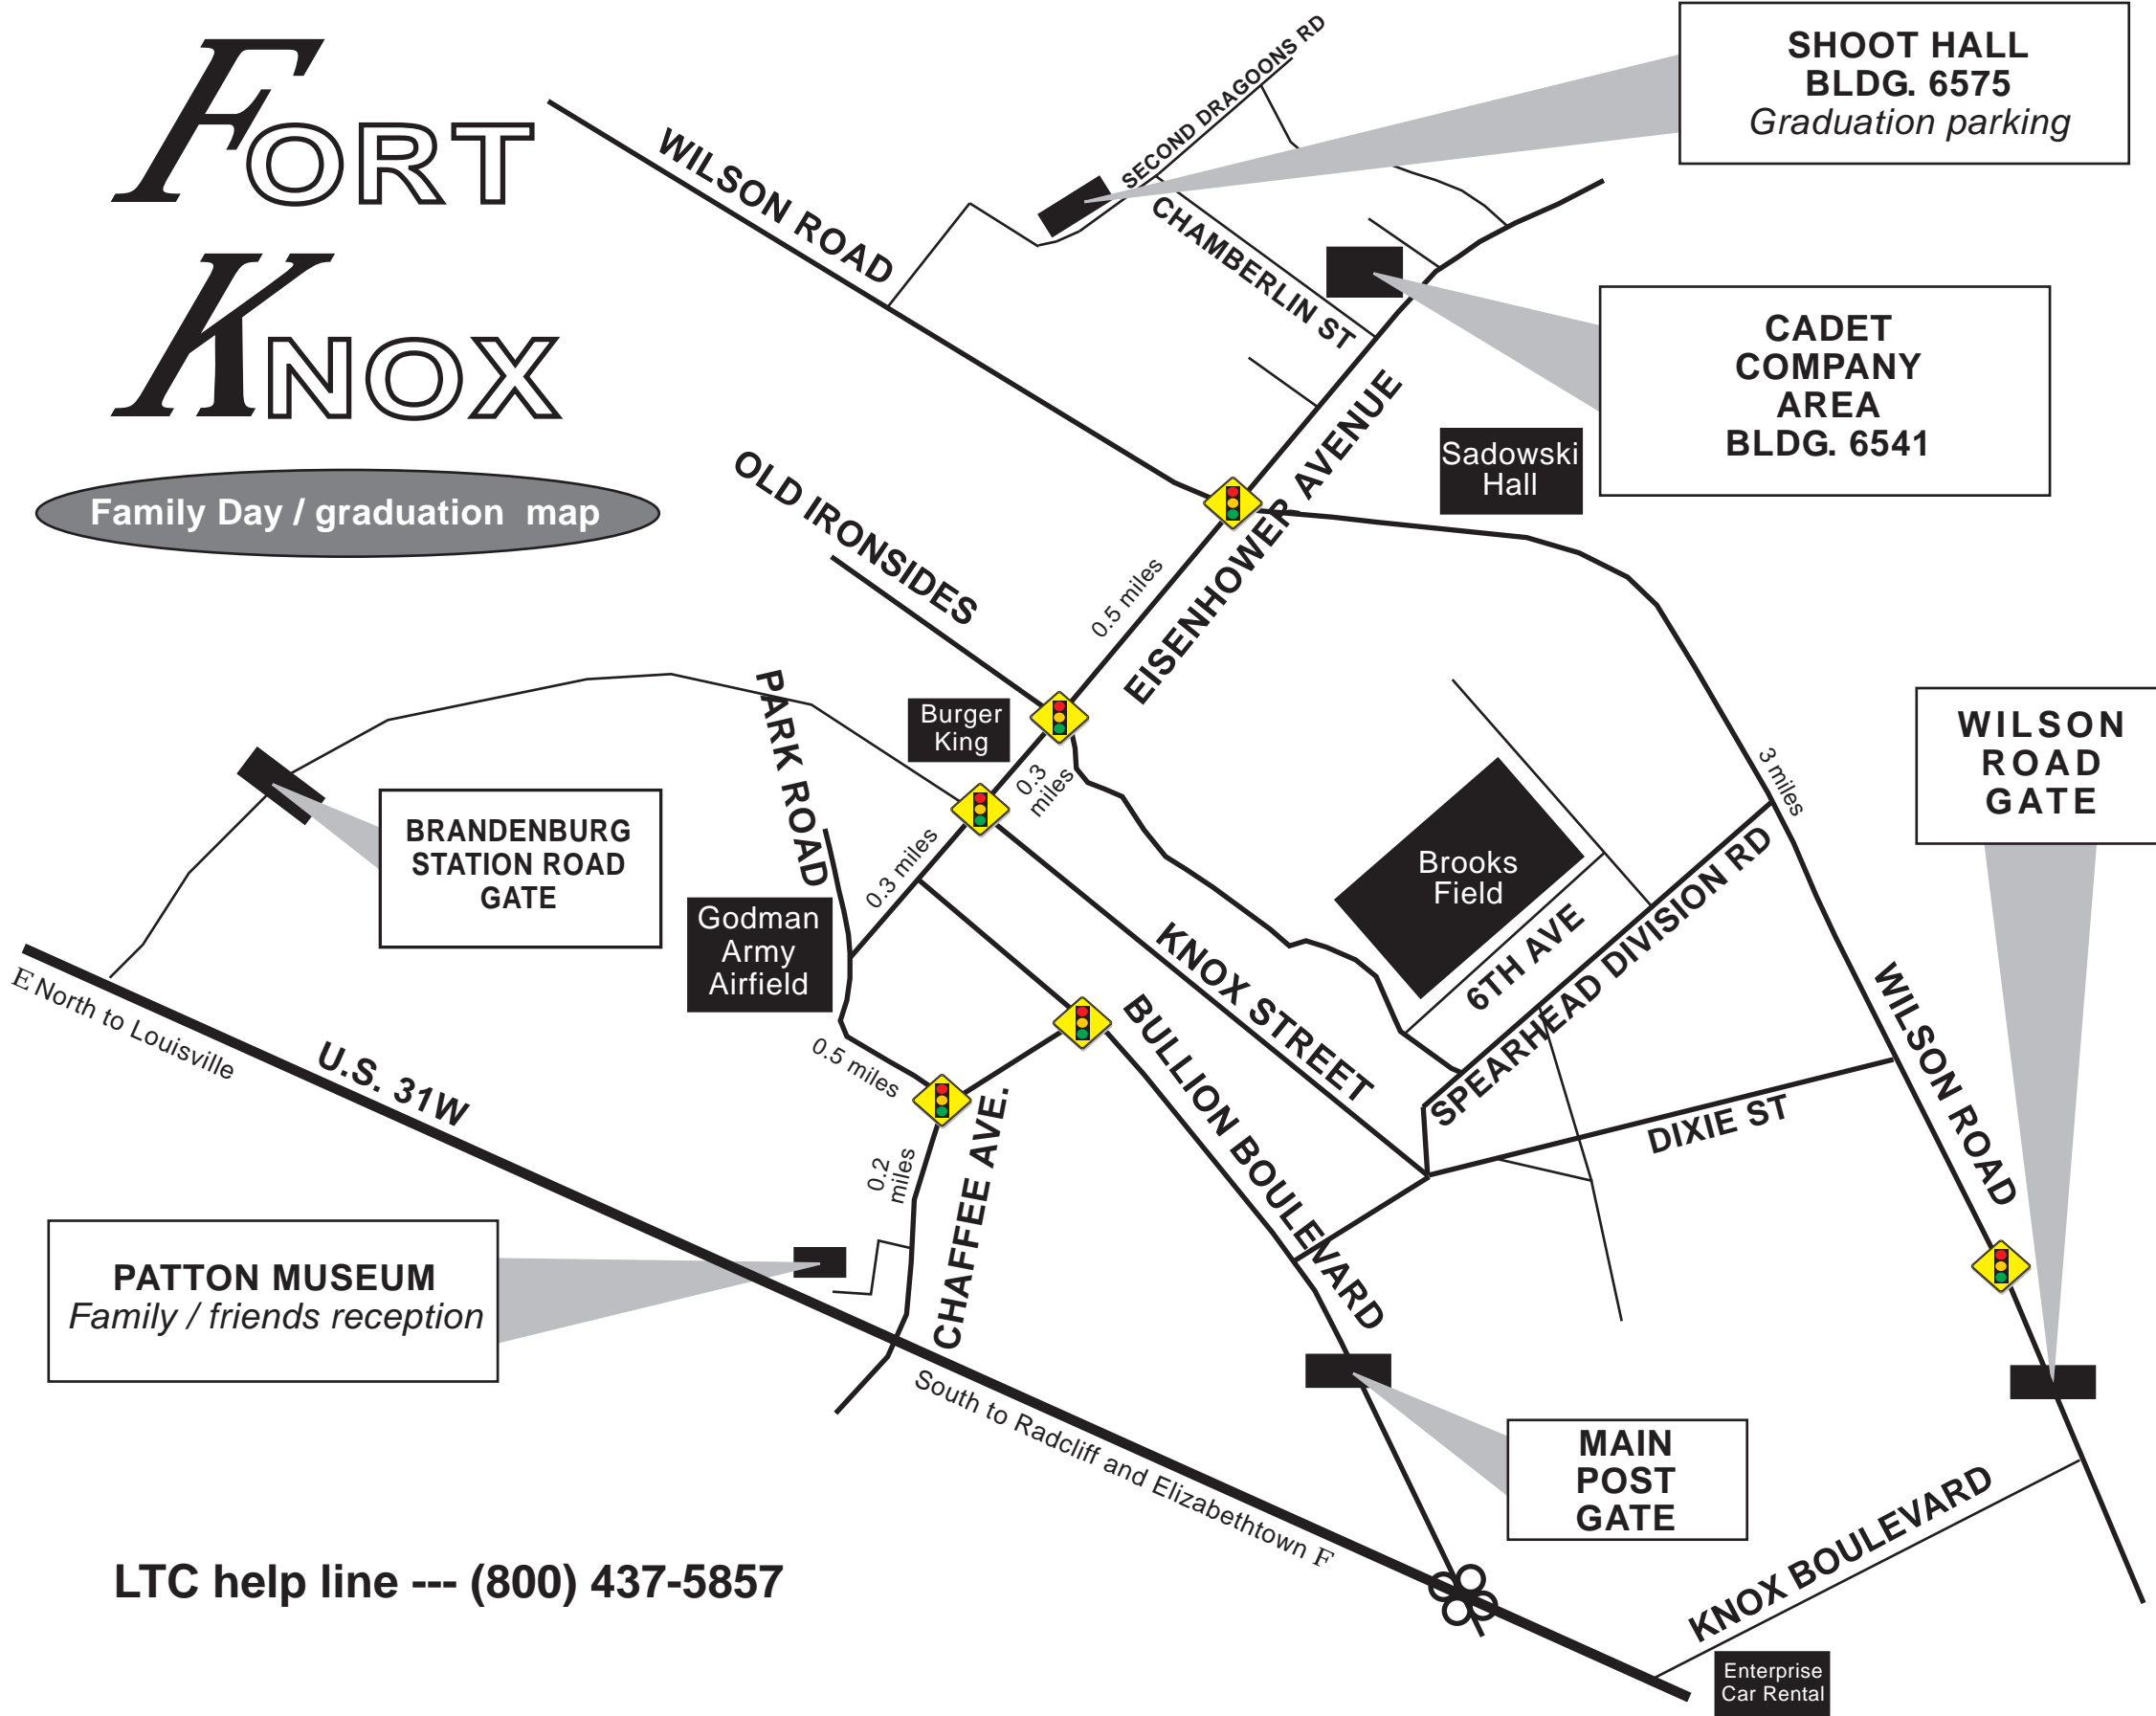 FORT
KNOX
Family Day / graduation map
SHOOT HALL
BLDG. 6575
Graduation parking
SECOND DRAGOONS RD
WILSON ROAD
CHAMBERLIN ST
CADET
COMPANY
AREA
BLDG. 6541
EISENHOWER AVENUE
Sadowski
Hall
OLD IRONSIDES
0.5 miles
PARK ROAD
Burger
King
0.3
miles
WILSON
ROAD
GATE
3 miles
BRANDENBURG
STATION ROAD
GATE
0.3 miles
Brooks
Field
Godman
Army
Airfield
6TH AVE
SPEARHEAD DIVISION RD
KNOX STREET
WILSON ROAD
E North to Louisville
U.S. 31W
0.5 miles
BULLION BOULEVARD
DIXIE ST
0.2
miles
CHAFFEE AVE.
PATTON MUSEUM
Family / friends reception
South to Radcliff and Elizabethtown F
MAIN
POST
GATE
KNOX BOULEVARD
LTC help line --- (800) 437-5857
Enterprise
Car Rental